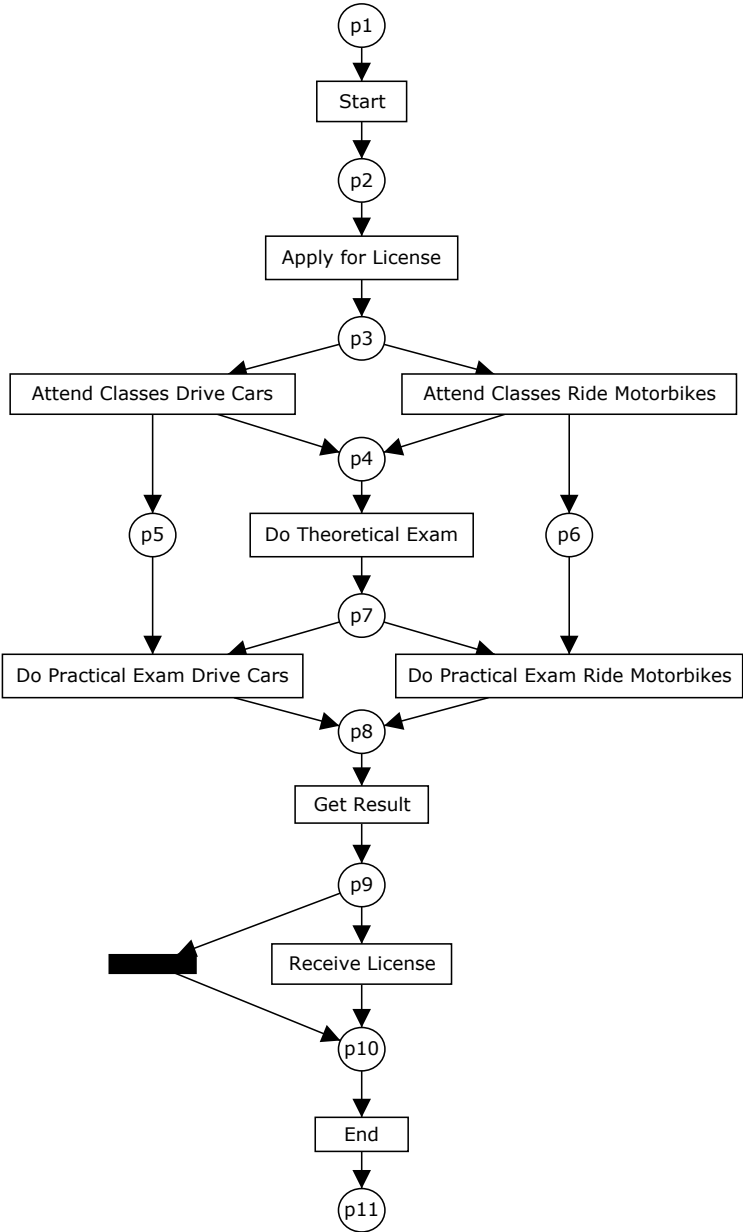 p1
Start
p2
Apply for License
p3
Attend Classes Drive Cars
Attend Classes Ride Motorbikes
p4
p5
Do Theoretical Exam
p6
p7
Do Practical Exam Drive Cars
Do Practical Exam Ride Motorbikes
p8
Get Result
p9
Receive License
p10
End
p11